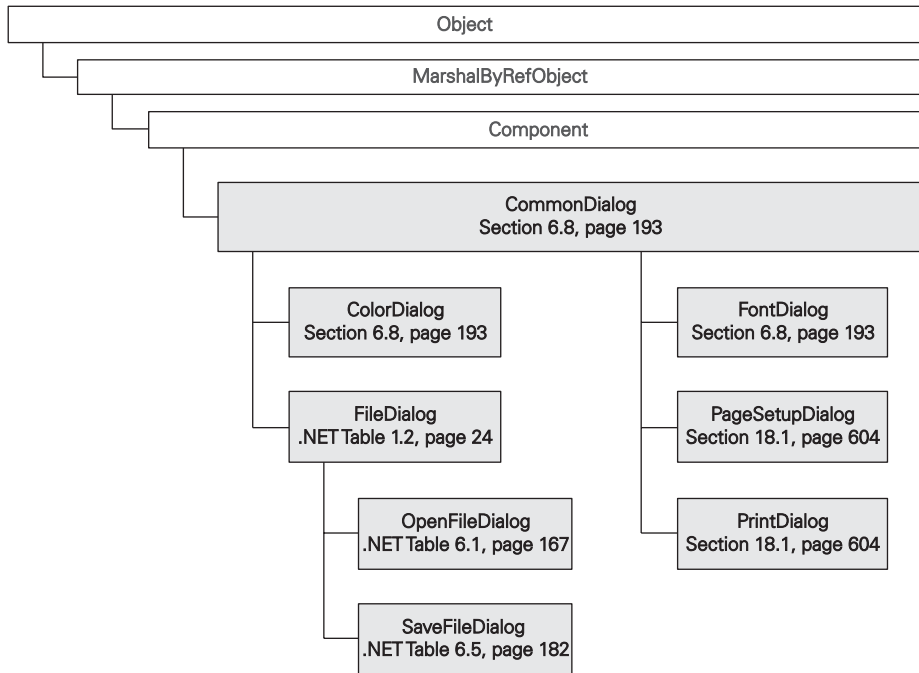 Object
MarshalByRefObject
Component
CommonDialog
Section 6.8, page 193
ColorDialog
Section 6.8, page 193
FileDialog
.NET Table 1.2, page 24
OpenFileDialog
.NET Table 6.1, page 167
SaveFileDialog
.NET Table 6.5, page 182
FontDialog
Section 6.8, page 193
PageSetupDialog
Section 18.1, page 604
PrintDialog
Section 18.1, page 604